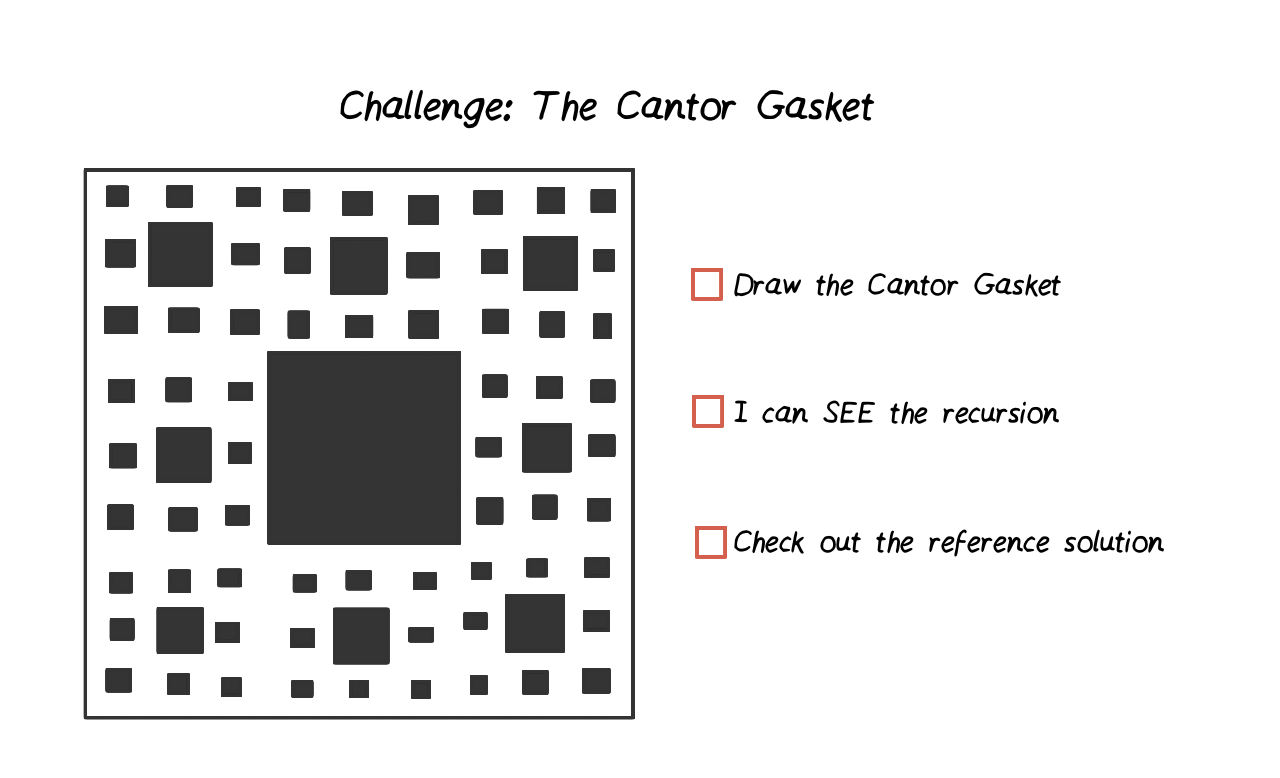 Challenge: The Cantor Gasket
Draw the Cantor Gasket
I can SEE the recursion
Check out the reference solution